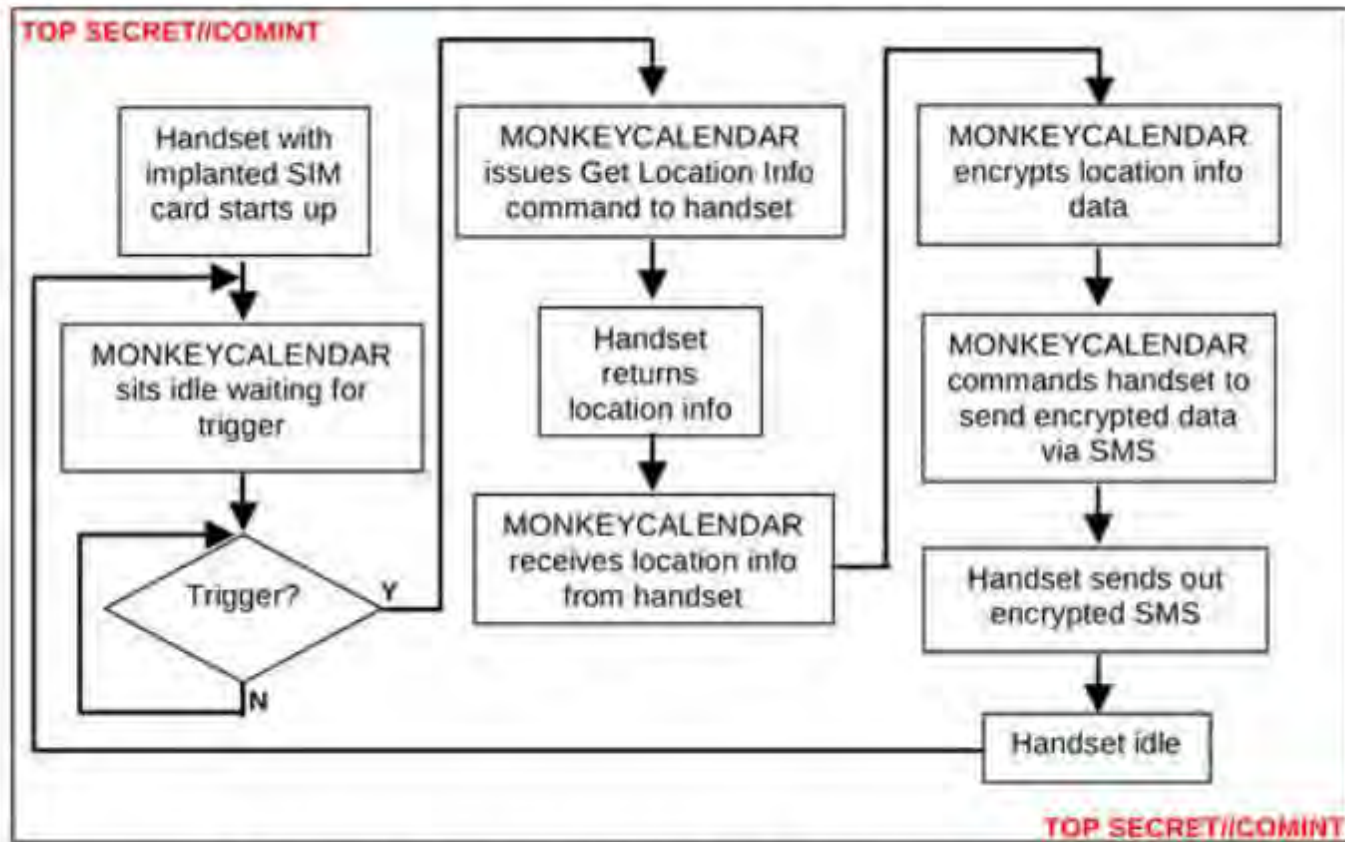 TOP SECRET//COMINT
Handset with
implanted SIM
card starts up
MONKEYCALENDAR
sits idle waiting for
trigger
Trigger?
Y
N
MONKEYCALENDAR
issues Get Location Info
command to handset
Handset
returns
location info
MONKEYCALENDAR
receives location info
from handset
MONKEYCALENDAR
encrypts location info
data
MONKEYCALENDAR
commands handset to
send encrypted data
via SMS
Handset sends out
encrypted SMS
Handset idle
TOP SECRET//COMINT